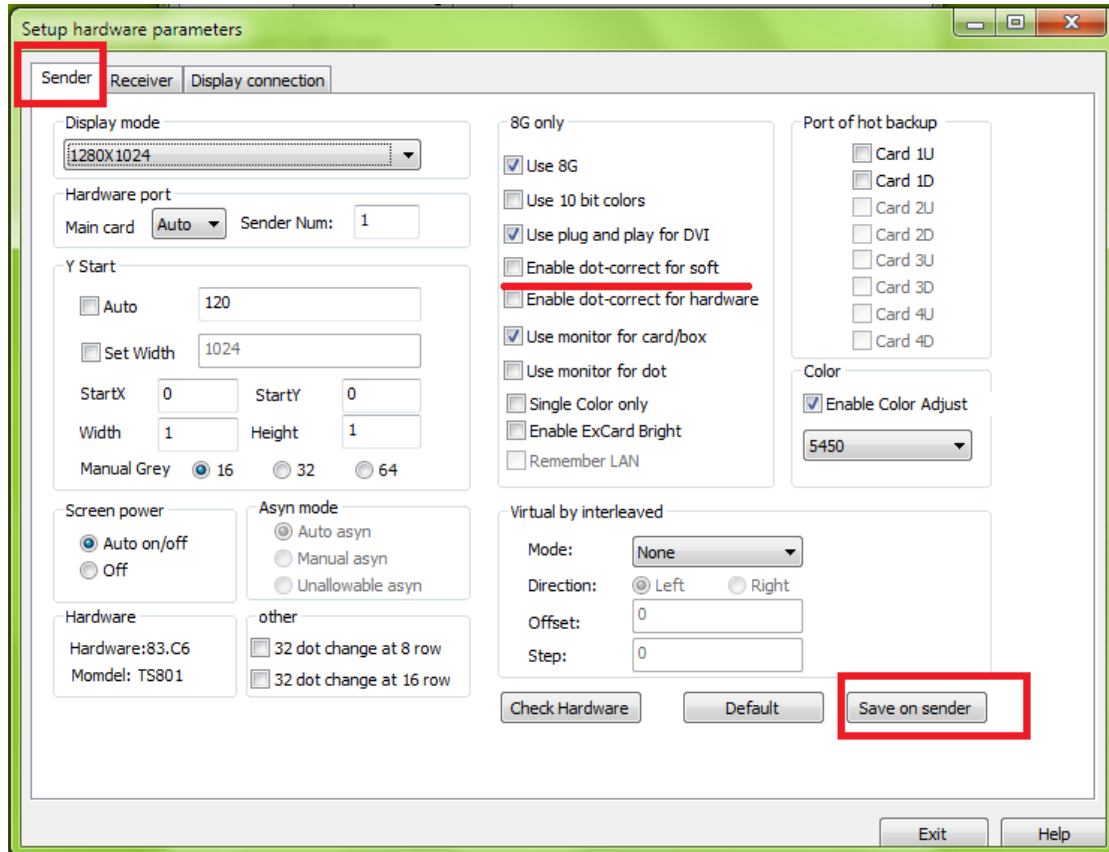 Setup hardware parameters
Sender Receiver Display connection
Display mode
1280X1024
Hardware port
Main card Auto Sender Num: 1
Y Start
Auto 120
Set Width 1024
StartX 0 StartY 0
Width 1 Height 1
Manual Grey 16 32 64
Screen power
Auto on/off
Off
Asyn mode
Auto asyn
Manual asyn
Unallowable asyn
Hardware
Hardware:83.C6
Momdel: TS801
other
32 dot change at 8 row
32 dot change at 16 row
8G only
Use 8G
Use 10 bit colors
Use plug and play for DVI
Enable dot-correct for soft
Enable dot-correct for hardware
Use monitor for card/box
Use monitor for dot
Single Color only
Enable ExCard Bright
Remember LAN
Port of hot backup
Card 1U
Card 1D
Card 2U
Card 2D
Card 3U
Card 3D
Card 4U
Card 4D
Color
Enable Color Adjust
5450
Virtual by interleaved
Mode: None
Direction: Left Right
Offset: 0
Step: 0
Check Hardware Default Save on sender
Exit Help